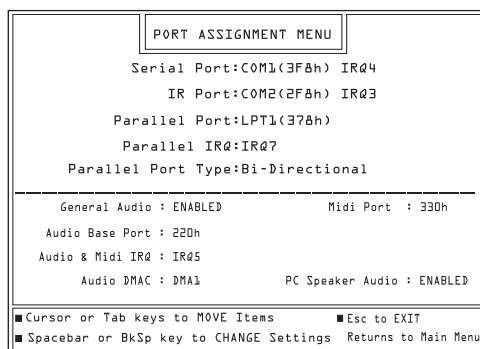 PORT ASSIGNMENT MENU
Serial Port:COM1(3F8h) IRQ4
IR Port:COM2(2F8h) IRQ3
Parallel Port:LPT1(378h)
Parallel IRQ:IRQ7
Parallel Port Type:Bi-Directional
General Audio : ENABLED Midi Port : 330h
Audio Base Port : 220h
Audio & Midi IRQ : IRQ5
Audio DMAC : DMA1 PC Speaker Audio : ENABLED
■ Cursor or Tab keys to MOVE Items ■ Esc to EXIT
■ Spacebar or BkSp key to CHANGE Settings Returns to Main Menu